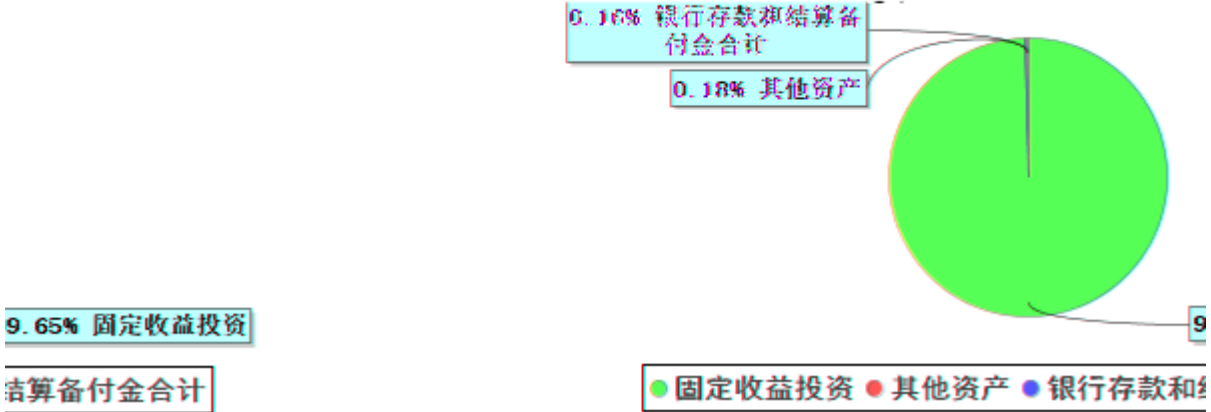 0.16% 银行存款和结算备
付金合计
0.18% 其他资产
9.65% 固定收益投资
9
结算备付金合计
固定收益投资 其他资产 银行存款和结